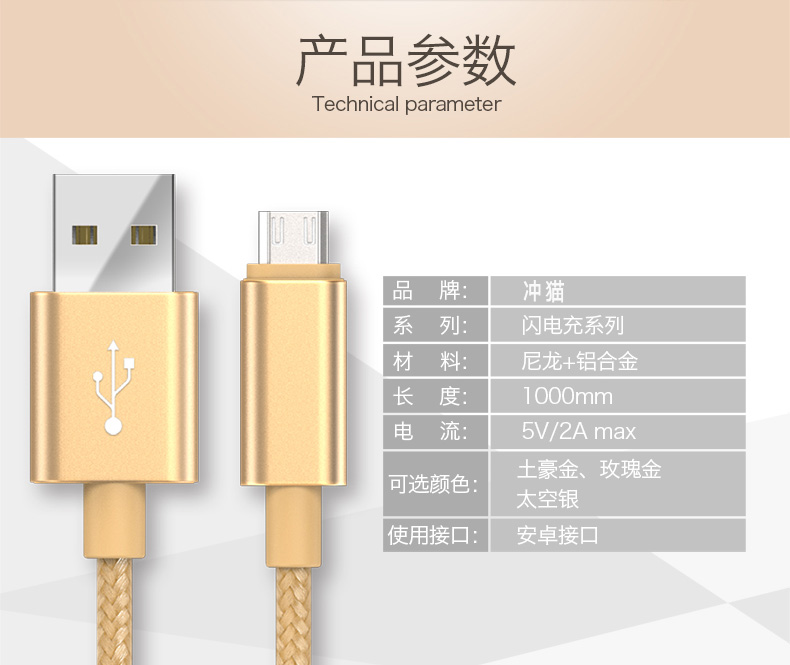 产品参数
Technical parameter
品 牌： 冲猫
系 列： 闪电充系列
材 料： 尼龙+铝合金
长 度： 1000mm
电 流： 5V/2A max
可选颜色： 土豪金、玫瑰金
太空银
使用接口： 安卓接口